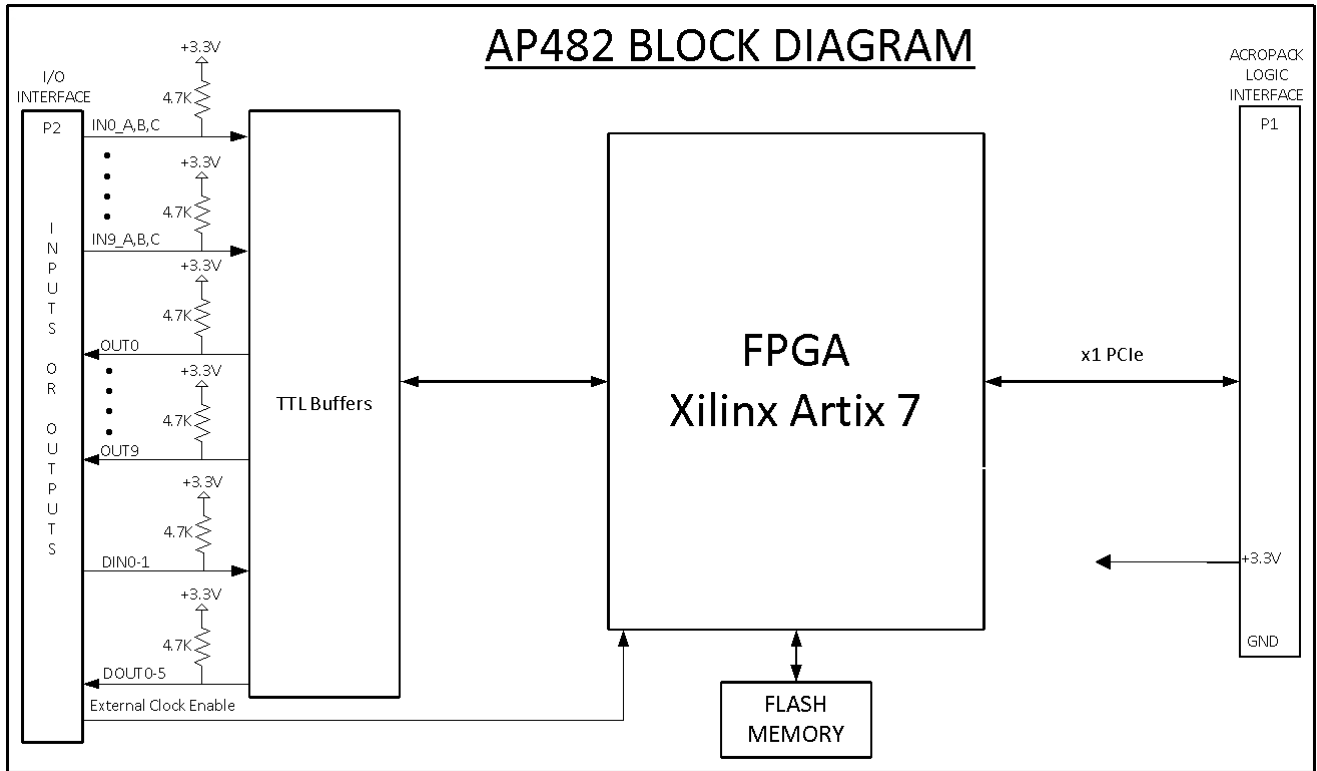 AP482 BLOCK DIAGRAM
I/O
INTERFACE
P2
INPUTS OR OUTPUTS
+3.3V
4.7K
IN0_A,B,C
+3.3V
4.7K
IN9_A,B,C
+3.3V
4.7K
OUT0
+3.3V
4.7K
OUT9
+3.3V
4.7K
DIN0-1
+3.3V
4.7K
DOUT0-5
External Clock Enable
TTL Buffers
FPGA
Xilinx Artix 7
FLASH
MEMORY
x1 PCIe
ACROPACK
LOGIC
INTERFACE
P1
+3.3V
GND